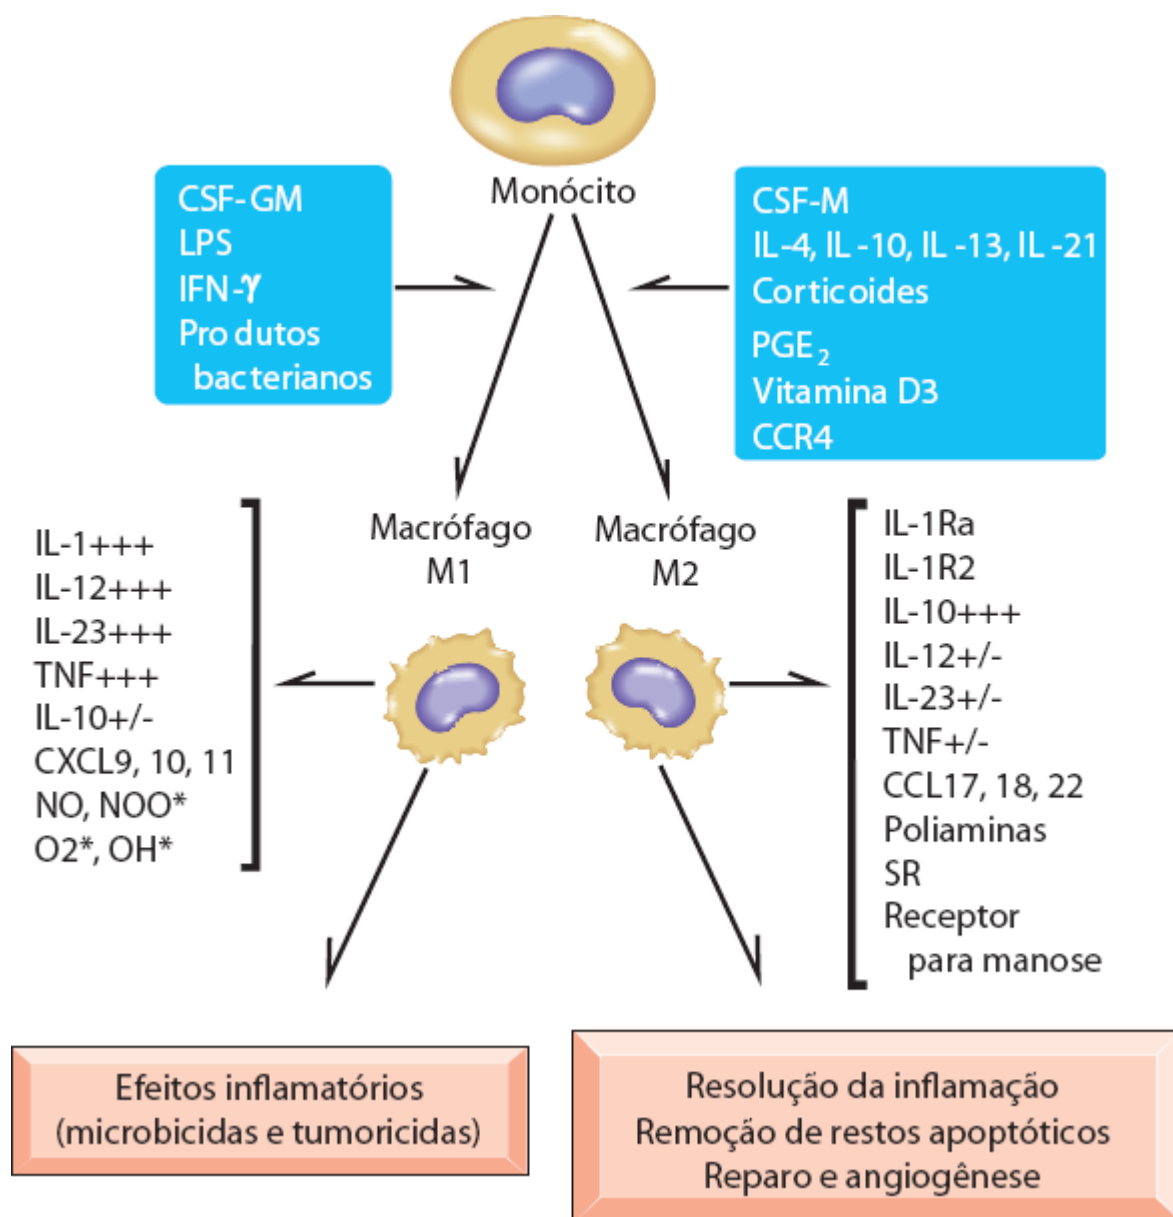 Monócito
CSF-GM
LPS
IFN-γ
Produtos
bacterianos
CSF-M
IL-4, IL-10, IL-13, IL-21
Corticoides
PGE₂
Vitamina D3
CCR4
Macrófago
M1
Macrófago
M2
IL-1+++
IL-12+++
IL-23+++
TNF+++
IL-10+/-
CXCL9, 10, 11
NO, NOO*
O2*, OH*
IL-1Ra
IL-1R2
IL-10+++
IL-12+/-
IL-23+/-
TNF+/-
CCL17, 18, 22
Poliaminas
SR
Receptor
para manose
Efeitos inflamatórios
(microbicidas e tumoricidas)
Resolução da inflamação
Remoção de restos apoptóticos
Reparo e angiogênese